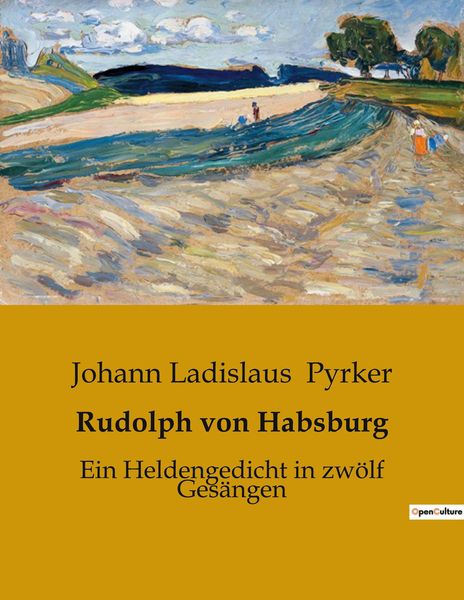 Johann Ladislaus Pyrker
Rudolph von Habsburg
Ein Heldengedicht in zwölf
Gesängen
OpenCulture